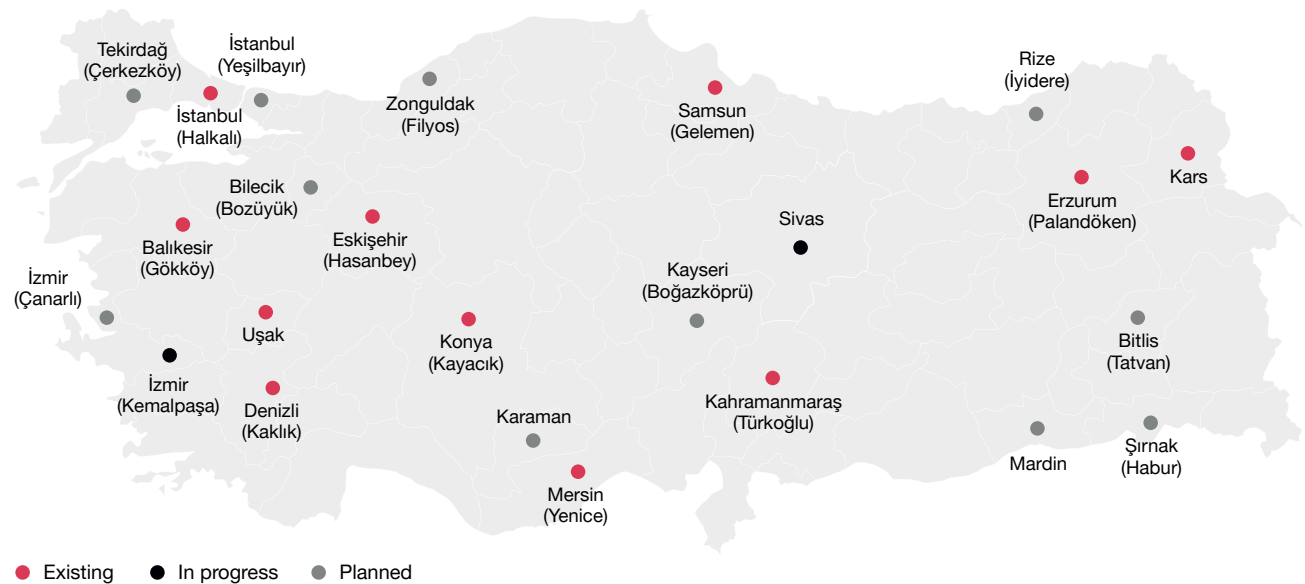 Tekirdağ
(Çerkezköy)
İstanbul
(Yeşilbayır)
İstanbul
(Halkalı)
Zonguldak
(Filyos)
Samsun
(Gelemen)
Rize
(İyidere)
Kars
Erzurum
(Palandöken)
Bilecik
(Bozüyük)
Balıkesir
(Gökköy)
Eskişehir
(Hasanbey)
Sivas
İzmir
(Çanarlı)
Kayseri
(Boğazköprü)
Uşak
Konya
(Kayacık)
Bitlis
(Tatvan)
İzmir
(Kemalpaşa)
Denizli
(Kaklık)
Kahramanmaraş
(Türkoğlu)
Karaman
Mardin
Şırnak
(Habur)
Mersin
(Yenice)
Existing
In progress
Planned